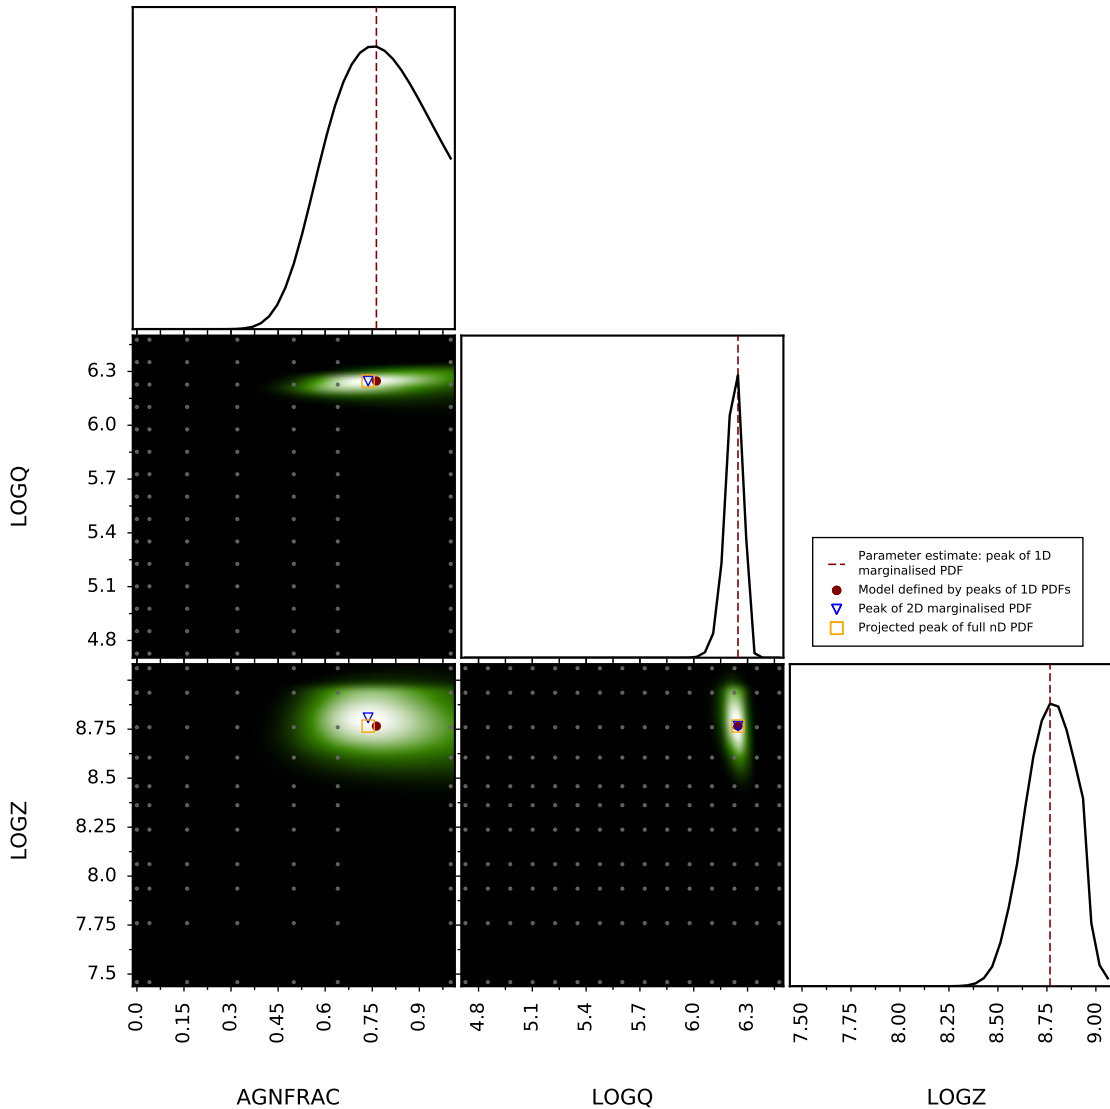 6.3
6.0
5.7
5.4
5.1
4.8
LOGQ
Parameter estimate: peak of 1D
marginalised PDF
Model defined by peaks of 1D PDFs
Peak of 2D marginalised PDF
Projected peak of full nD PDF
8.75
8.5
8.25
8.0
7.75
7.5
LOGZ
0.0 0.15 0.3 0.45 0.6 0.75 0.9
4.8 5.1 5.4 5.7 6.0 6.3
7.50 7.75 8.00 8.25 8.50 8.75 9.00
AGNFRAC LOGQ LOGZ